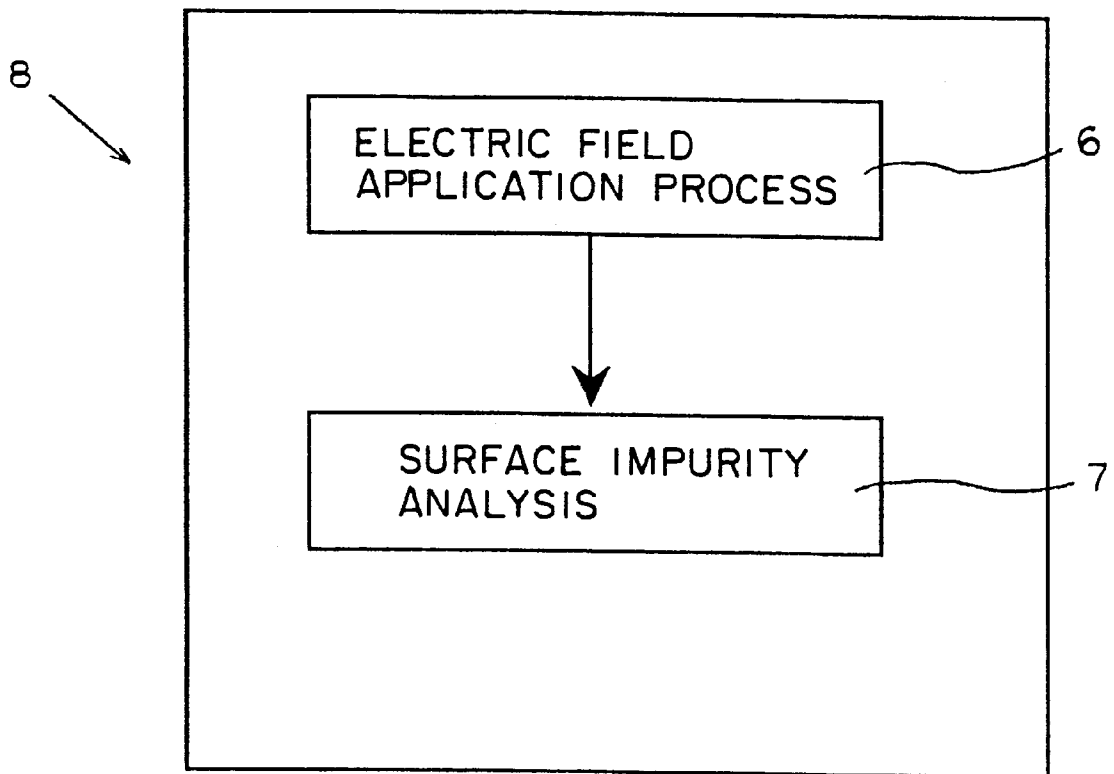 8
ELECTRIC FIELD
APPLICATION PROCESS
6
SURFACE IMPURITY
ANALYSIS
7